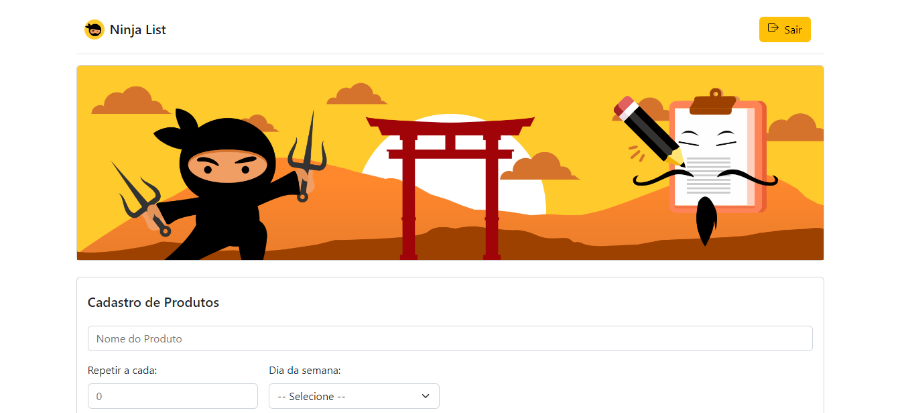 Ninja List
Sair
Cadastro de Produtos
Nome do Produto
Repetir a cada:
Dia da semana:
0
-- Selecione --